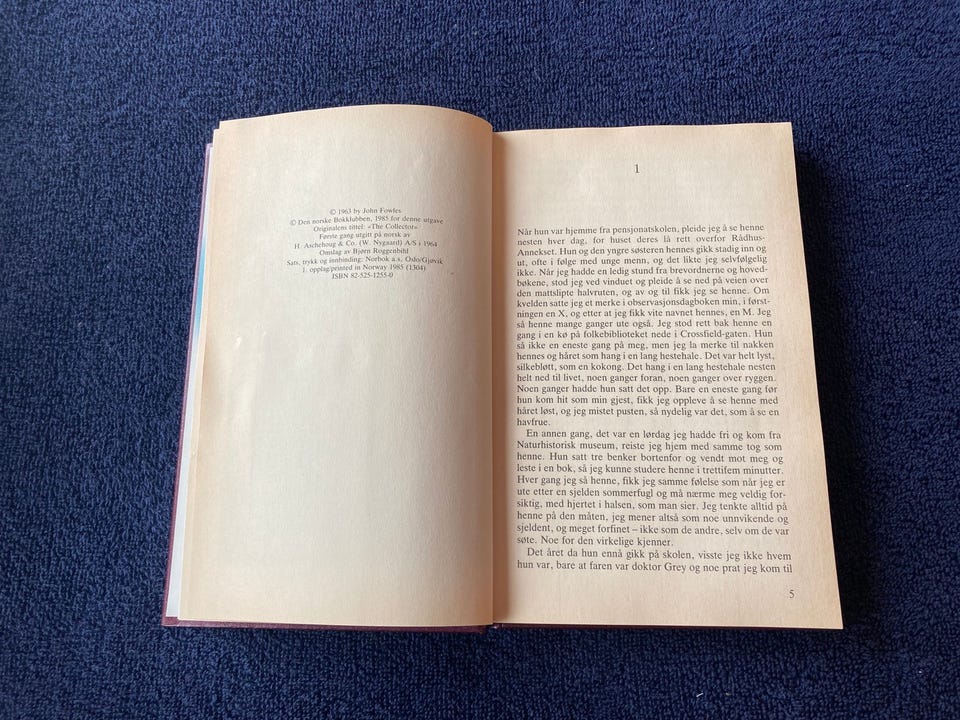 © 1963 by John Fowles
© Den norske Bokklubben, 1985 for denne utgave
Originalens tittel: «The Collector»
Første gang utgitt på norsk av
H. Aschehoug & Co. (W. Nygaard) A/S i 1964
Omslag av Bjørn Roggenbihl
Sats, trykk og innbinding: Norbok a.s, Oslo/Gjøvik
1. opplag/printed in Norway 1985 (1304)
ISBN 82-525-1255-0
1
Når hun var hjemme fra pensjonatskolen, pleide jeg å se henne
nesten hver dag, for huset deres lå rett overfor Rådhus-
Annekset. Hun og den yngre søsteren hennes gikk stadig inn og
ut, ofte i følge med unge menn, og det likte jeg selvfølgelig
ikke. Når jeg hadde en ledig stund fra brevordnerne og hoved-
bøkene, stod jeg ved vinduet og pleide å se ned på veien over
den mattslipte halvruten, og av og til fikk jeg se henne. Om
kvelden satte jeg et merke i observasjonsdagboken min, i først-
ningen en X, og etter at jeg fikk vite navnet hennes, en M. Jeg
så henne mange ganger ute også. Jeg stod rett bak henne en
gang i en kø på folkebiblioteket nede i Crossfield-gaten. Hun
så ikke en eneste gang på meg, men jeg la merke til nakken
hennes og håret som hang i en lang hestehale. Det var helt lyst,
silkebløtt, som en kokong. Det hang i en lang hestehale nesten
helt ned til livet, noen ganger foran, noen ganger over ryggen.
Noen ganger hadde hun satt det opp. Bare en eneste gang før
hun kom hit som min gjest, fikk jeg oppleve å se henne med
håret løst, og jeg mistet pusten, så nydelig var det, som å se en
havfrue.
En annen gang, det var en lørdag jeg hadde fri og kom fra
Naturhistorisk museum, reiste jeg hjem med samme tog som
henne. Hun satt tre benker bortenfor og vendt mot meg og
leste i en bok, så jeg kunne studere henne i trettifem minutter.
Hver gang jeg så henne, fikk jeg samme følelse som når jeg er
ute etter en sjelden sommerfugl og må nærme meg veldig for-
siktig, med hjertet i halsen, som man sier. Jeg tenkte alltid på
henne på den måten, jeg mener altså som noe unnvikende og
sjeldent, og meget forfinet – ikke som de andre, selv om de var
søte. Noe for den virkelige kjenner.
Det året da hun ennå gikk på skolen, visste jeg ikke hvem
hun var, bare at faren var doktor Grey og noe prat jeg kom til
5